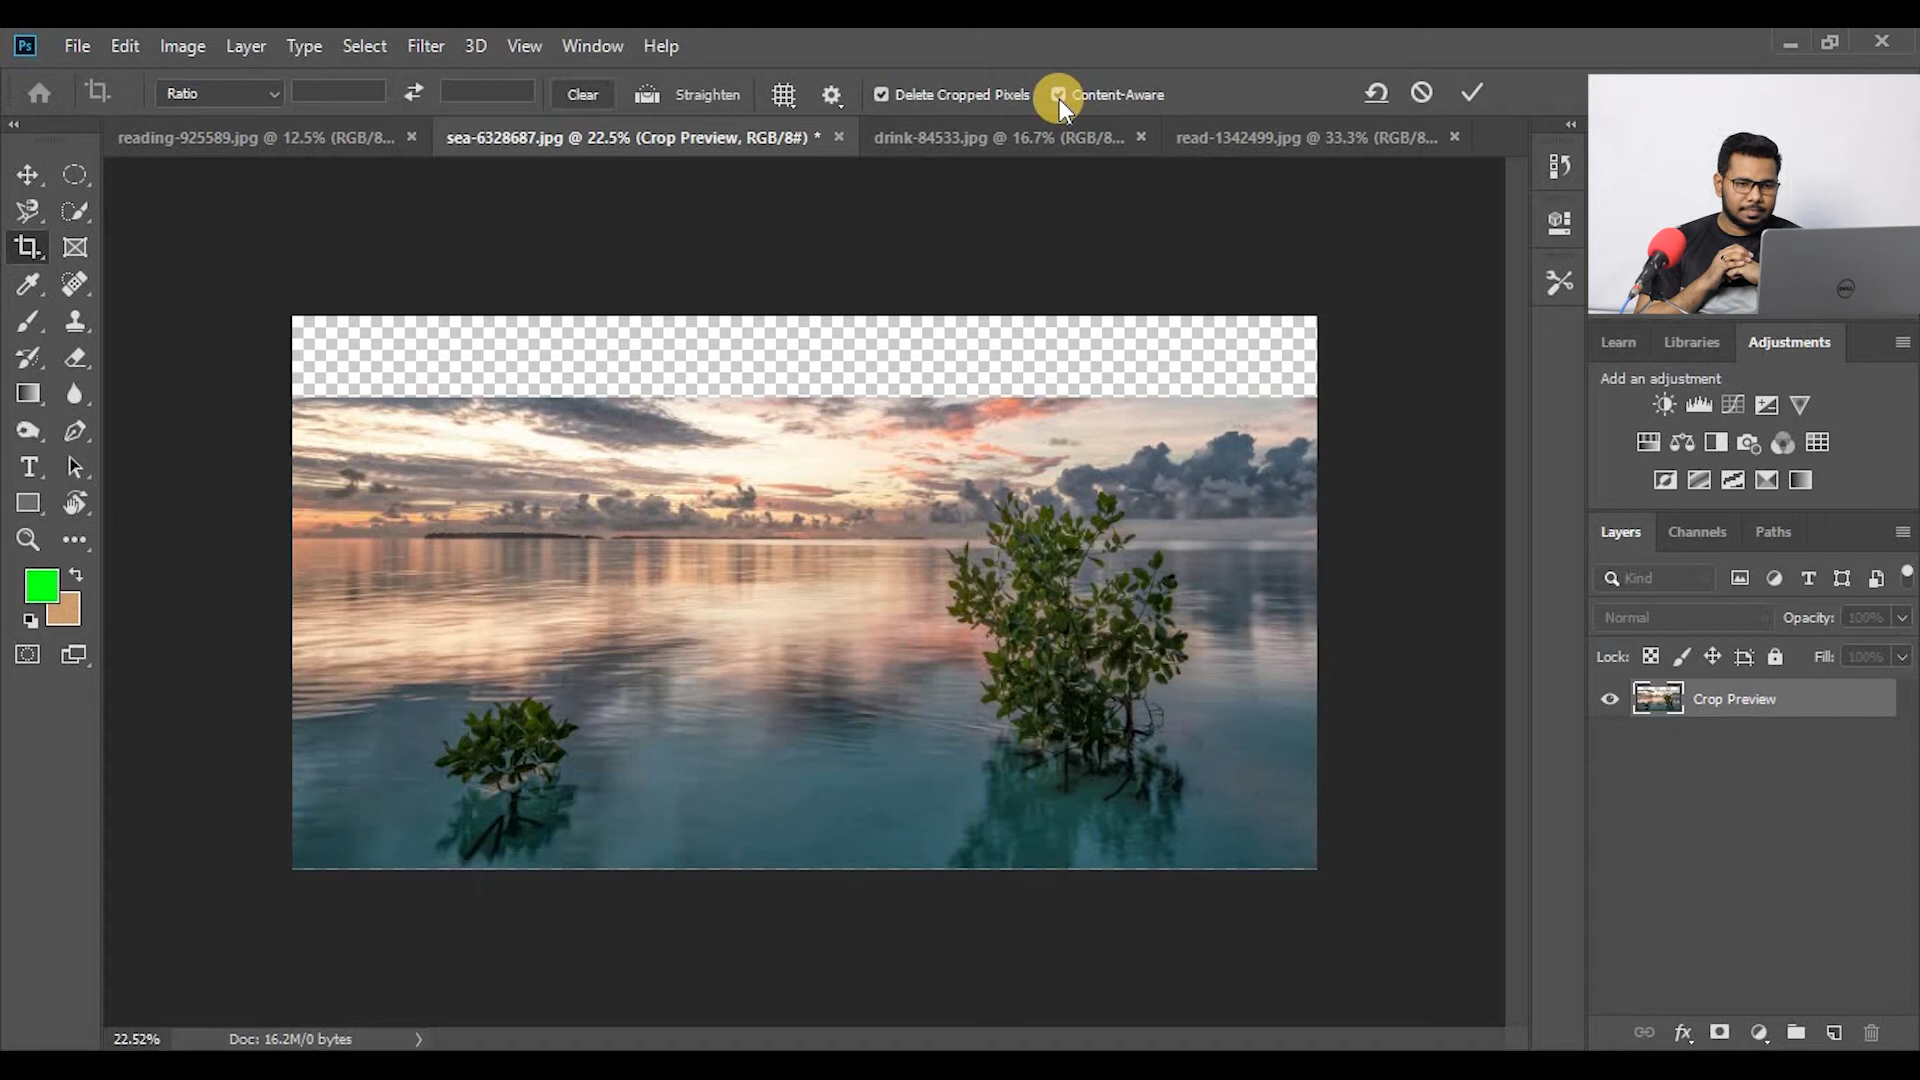 Ps File Edit Image Layer Type Select Filter 3D View Window Help
Ratio Clear Straighten Delete Cropped Pixels Content-Aware
reading-925589.jpg @ 12.5% (RGB/8... sea-6328687.jpg @ 22.5% (Crop Preview, RGB/8#) * drink-84533.jpg @ 16.7% (RGB/8... read-1342499.jpg @ 33.3% (RGB/8...
DELL
Learn Libraries Adjustments
Add an adjustment
Layers Channels Paths
Kind
Normal Opacity: 100%
Lock: Fill: 100%
Crop Preview
22.52% Doc: 16.2M/0 bytes